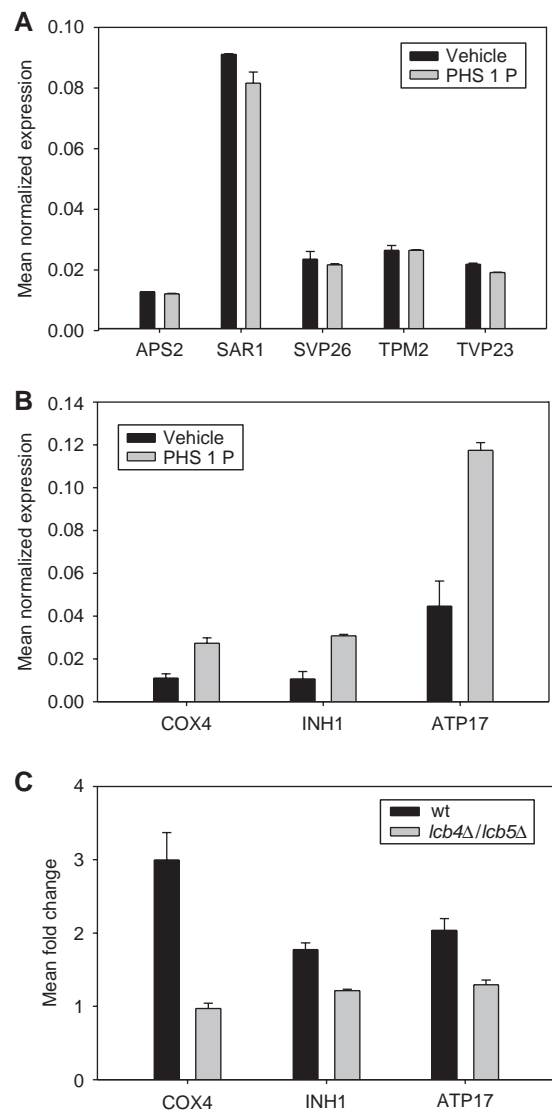 A
Mean normalized expression
0.10
0.08
0.06
0.04
0.02
0.00
Vehicle
PHS 1 P
APS2 SAR1 SVP26 TPM2 TVP23
B
Mean normalized expression
0.14
0.12
0.10
0.08
0.06
0.04
0.02
0.00
Vehicle
PHS 1 P
COX4 INH1 ATP17
C
Mean fold change
4
3
2
1
0
wt
lcb4Δ/lcb5Δ
COX4 INH1 ATP17